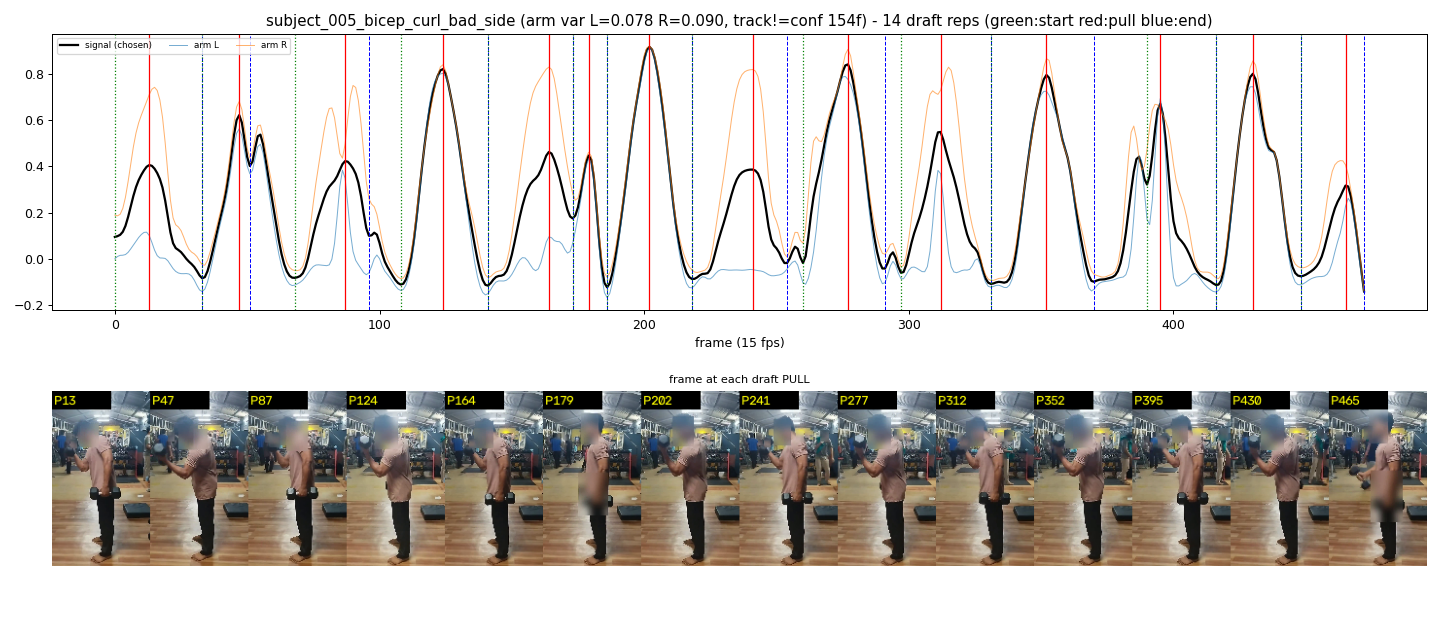 subject_005_bicep_curl_bad_side (arm var L=0.078 R=0.090, track!=conf 154f) - 14 draft reps (green:start red:pull blue:end)
signal (chosen) arm L arm R
0.8
0.6
0.4
0.2
0.0
−0.2
0 100 200 300 400
frame (15 fps)
frame at each draft PULL
P13 P47 P87 P124 P164 P179 P202 P241 P277 P312 P352 P395 P430 P465